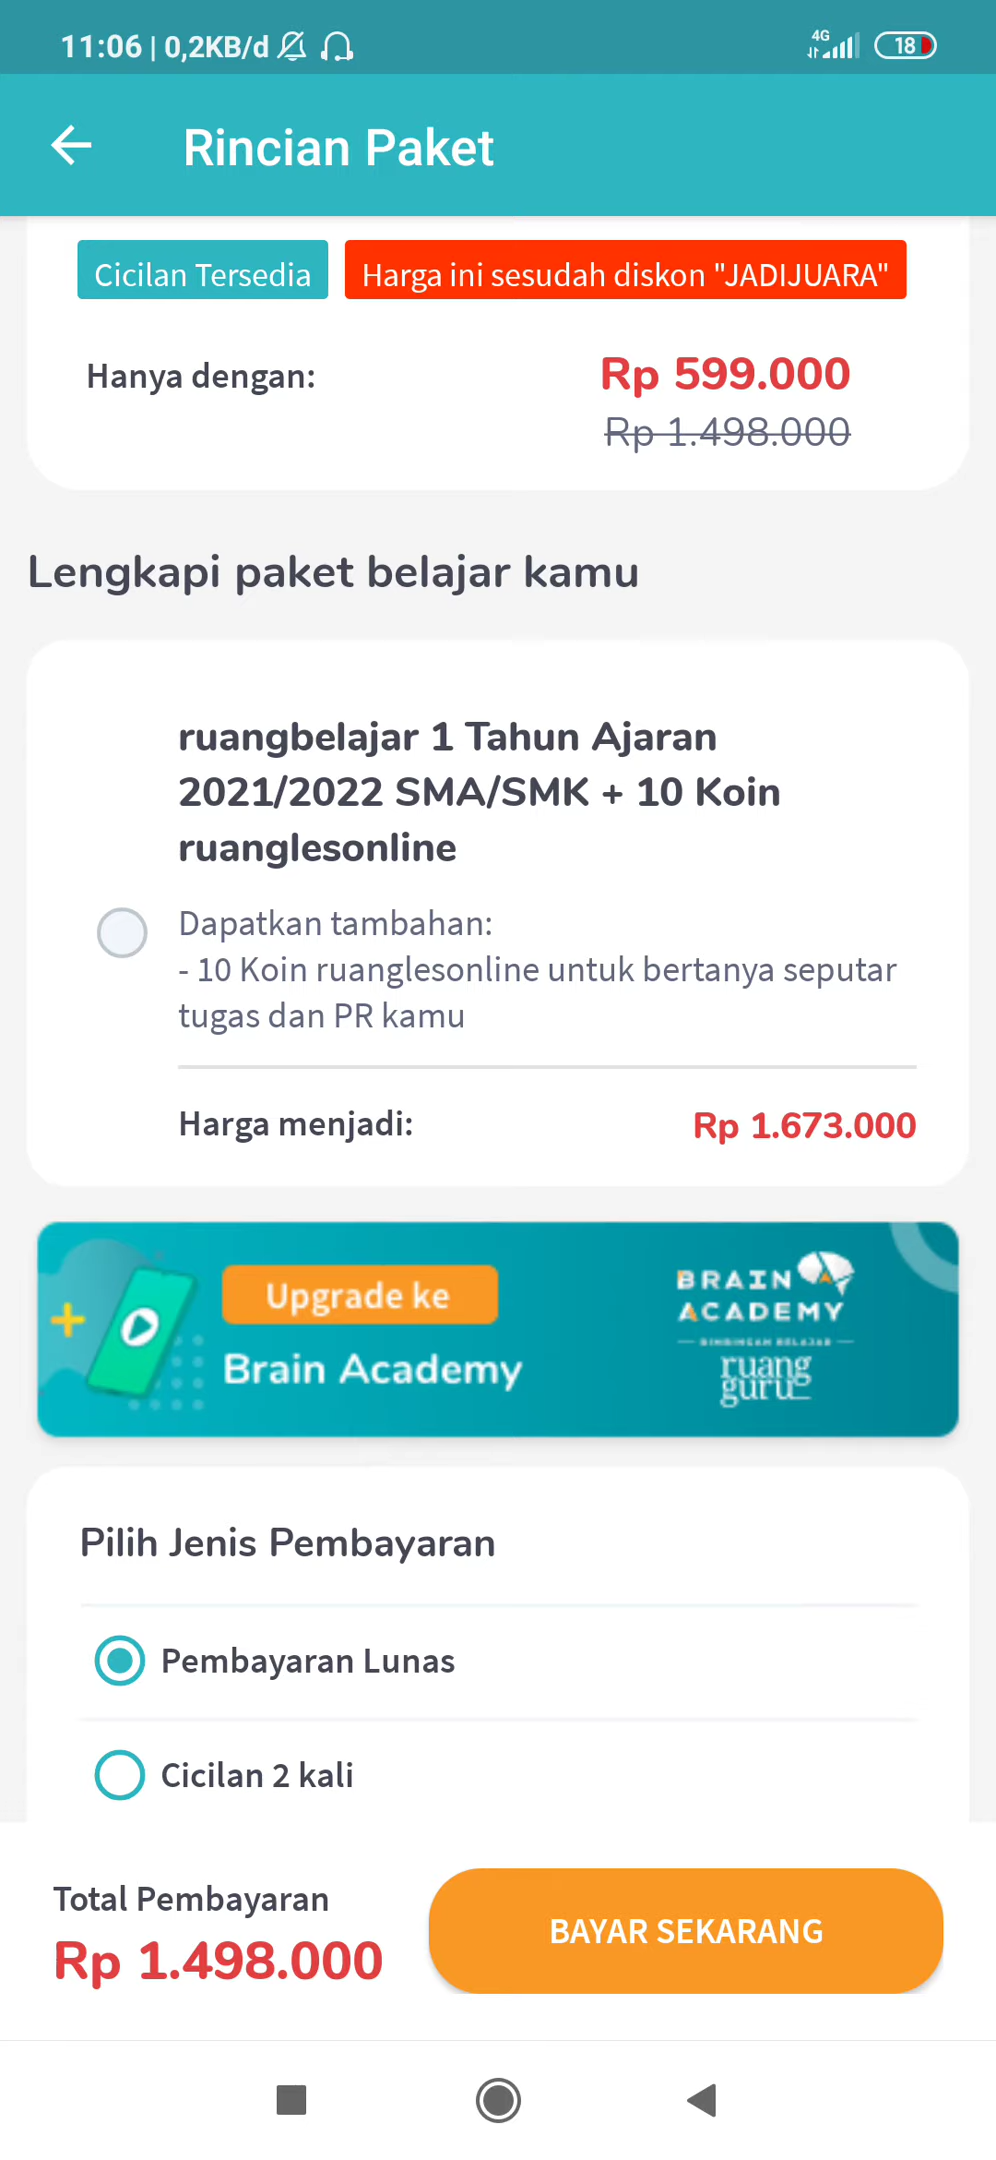 11:06 | 0,2KB/d
4G
18
Rincian Paket
Cicilan Tersedia
Harga ini sesudah diskon "JADIJUARA"
Hanya dengan:
Rp 599.000
Rp 1.498.000
Lengkapi paket belajar kamu
ruangbelajar 1 Tahun Ajaran
2021/2022 SMA/SMK + 10 Koin
ruanglesonline
Dapatkan tambahan:
- 10 Koin ruanglesonline untuk bertanya seputar
tugas dan PR kamu
Harga menjadi:
Rp 1.673.000
Upgrade ke
Brain Academy
BRAIN
ACADEMY
BIMBINGAN BELAJAR
ruang
guru
Pilih Jenis Pembayaran
Pembayaran Lunas
Cicilan 2 kali
Total Pembayaran
Rp 1.498.000
BAYAR SEKARANG